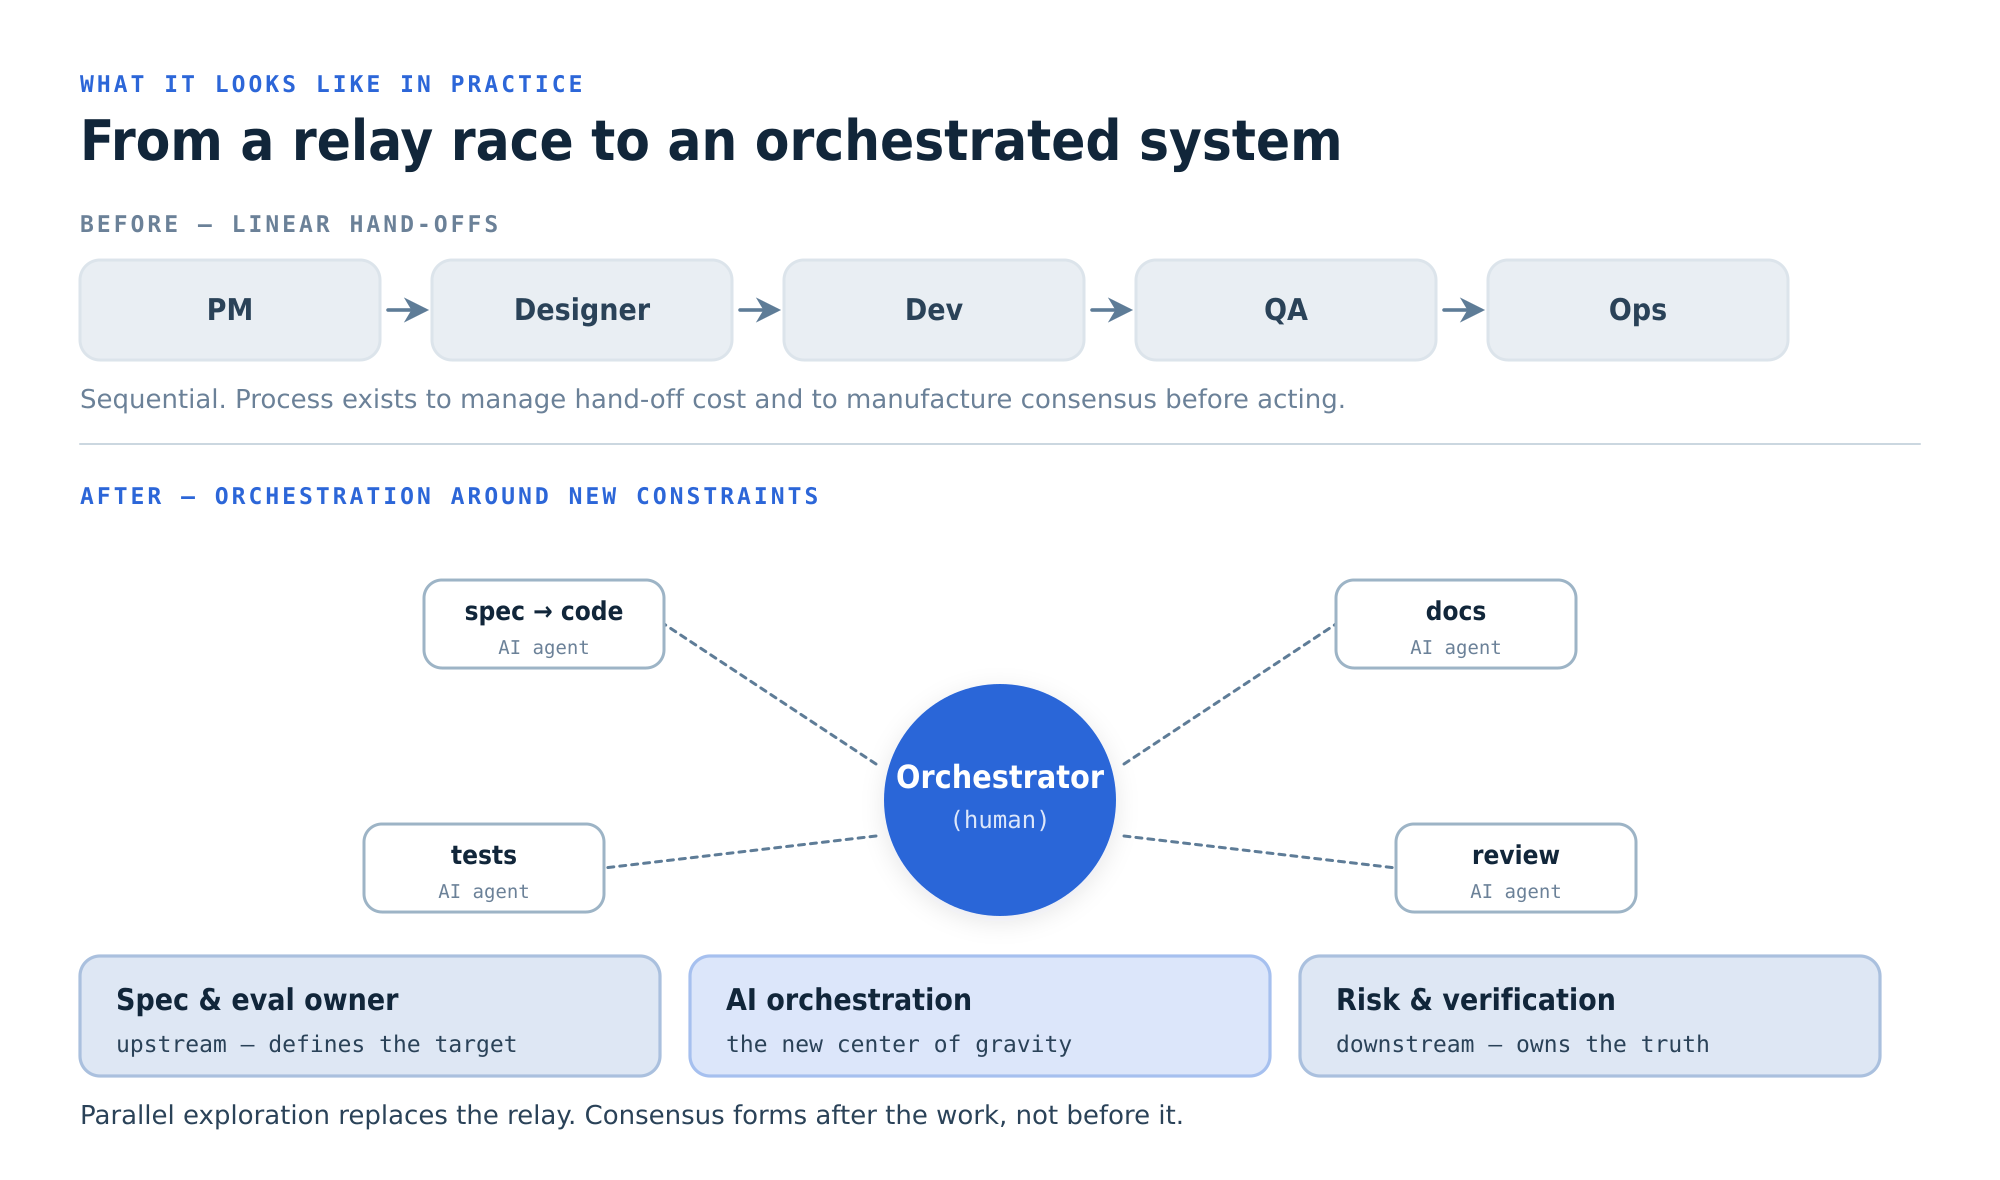 WHAT IT LOOKS LIKE IN PRACTICE
From a relay race to an orchestrated system
BEFORE — LINEAR HAND-OFFS
PM
Designer
Dev
QA
Ops
Sequential. Process exists to manage hand-off cost and to manufacture consensus before acting.
AFTER — ORCHESTRATION AROUND NEW CONSTRAINTS
spec → code
AI agent
docs
AI agent
Orchestrator
(human)
tests
AI agent
review
AI agent
Spec & eval owner
upstream — defines the target
AI orchestration
the new center of gravity
Risk & verification
downstream — owns the truth
Parallel exploration replaces the relay. Consensus forms after the work, not before it.